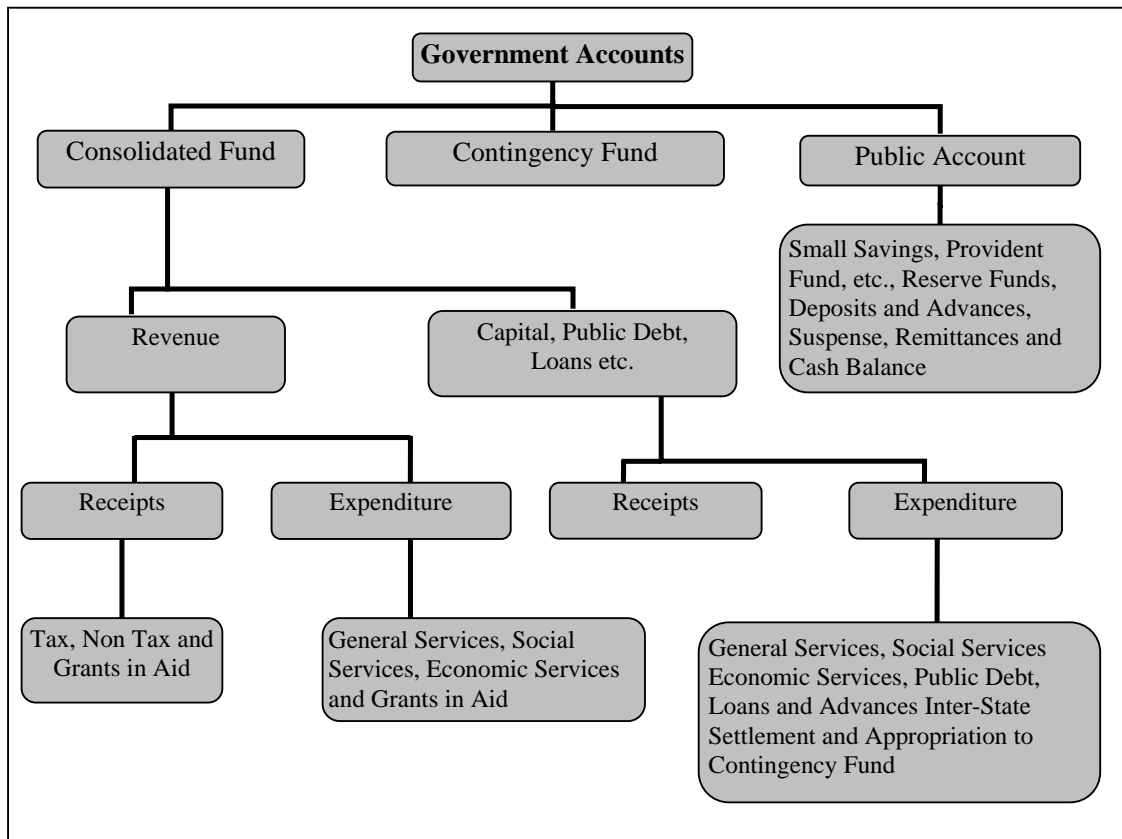 Government Accounts
Consolidated Fund
Contingency Fund
Public Account
Small Savings, Provident
Fund, etc., Reserve Funds,
Deposits and Advances,
Suspense, Remittances and
Cash Balance
Revenue
Capital, Public Debt,
Loans etc.
Receipts
Expenditure
Receipts
Expenditure
Tax, Non Tax and
Grants in Aid
General Services, Social
Services, Economic Services
and Grants in Aid
General Services, Social Services
Economic Services, Public Debt,
Loans and Advances Inter-State
Settlement and Appropriation to
Contingency Fund